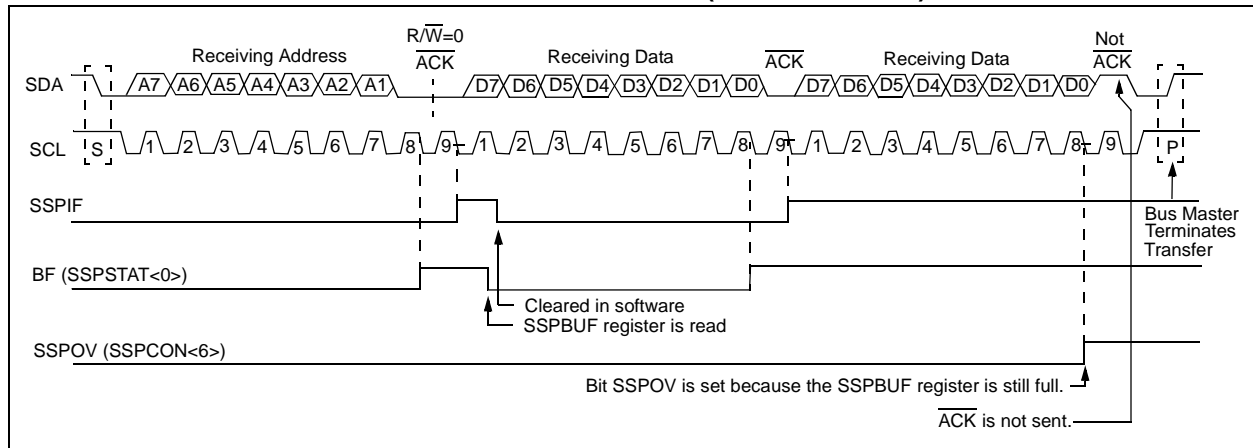 R/W=0
Receiving Address ACK Receiving Data ACK Receiving Data Not ACK
SDA A7 A6 A5 A4 A3 A2 A1 D7 D6 D5 D4 D3 D2 D1 D0 D7 D6 D5 D4 D3 D2 D1 D0
SCL S 1 2 3 4 5 6 7 8 9 1 2 3 4 5 6 7 8 9 1 2 3 4 5 6 7 8 9 P
SSPIF
Bus Master
Terminates
Transfer
BF (SSPSTAT<0>)
Cleared in software
SSPBUF register is read
SSPOV (SSPCON<6>)
Bit SSPOV is set because the SSPBUF register is still full.
ACK is not sent.